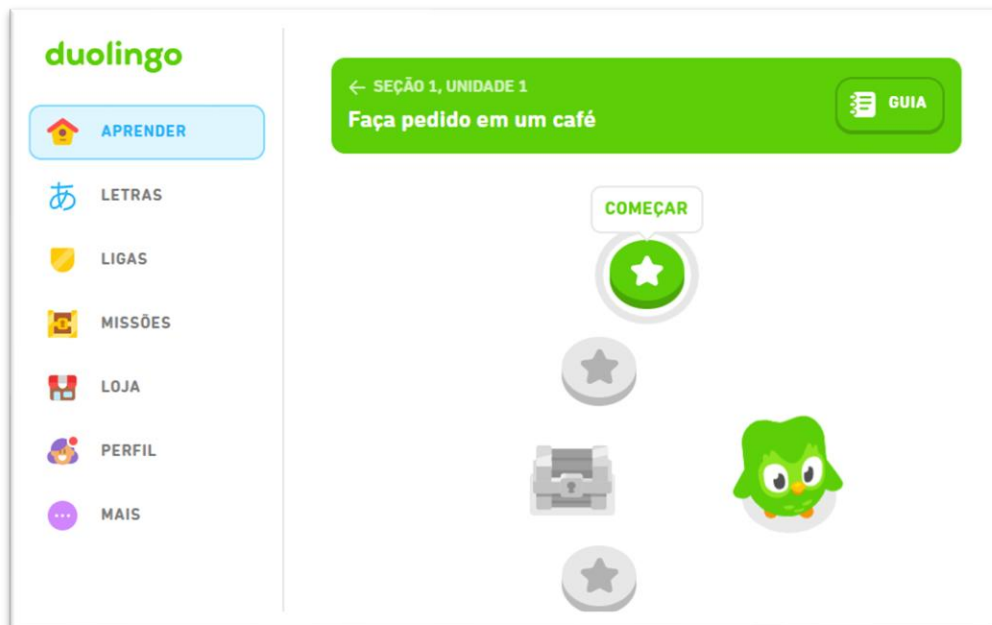 duolingo
APRENDER
あ LETRAS
LIGAS
MISSÕES
LOJA
PERFIL
MAIS
← SEÇÃO 1, UNIDADE 1
Faça pedido em um café
GUIA
COMEÇAR